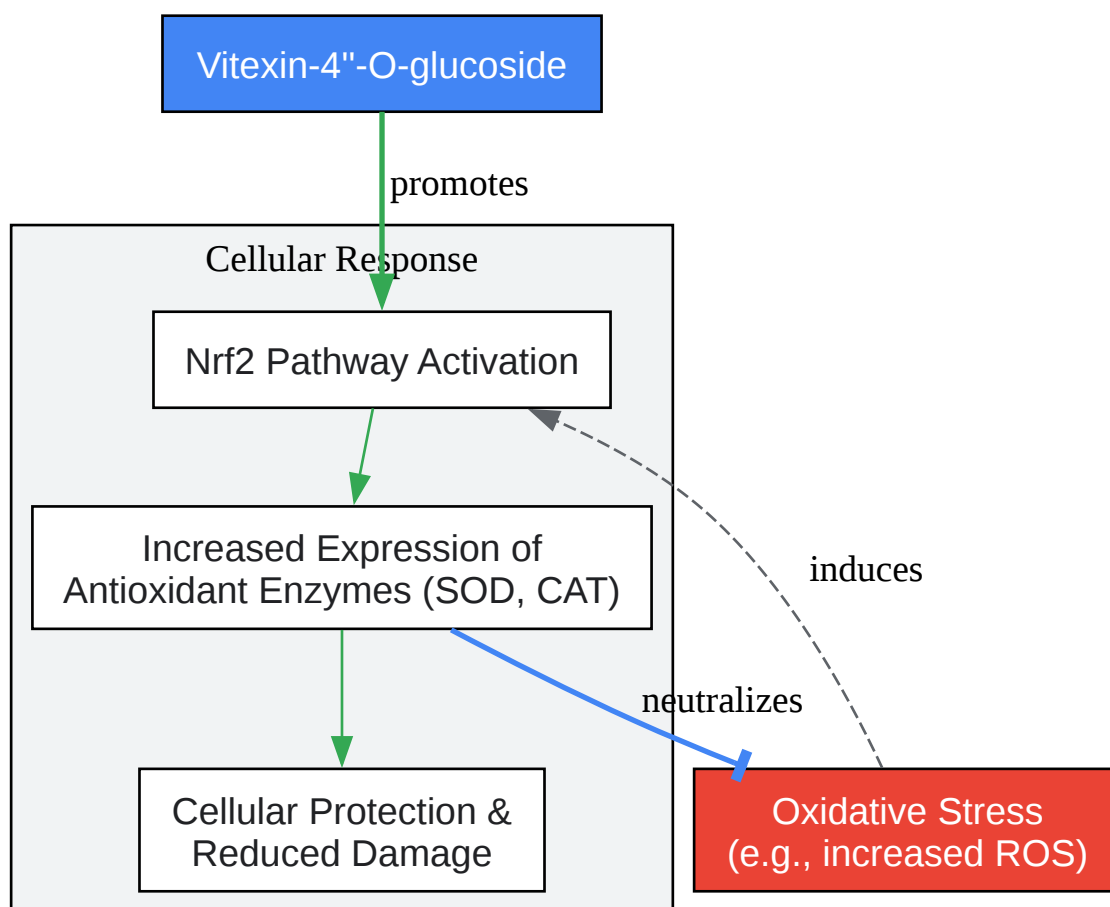 Vitexin-4"-O-glucoside
promotes
Cellular Response
Nrf2 Pathway Activation
Increased Expression of
Antioxidant Enzymes (SOD, CAT)
induces
neutralizes
Cellular Protection &
Reduced Damage
Oxidative Stress
(e.g., increased ROS)